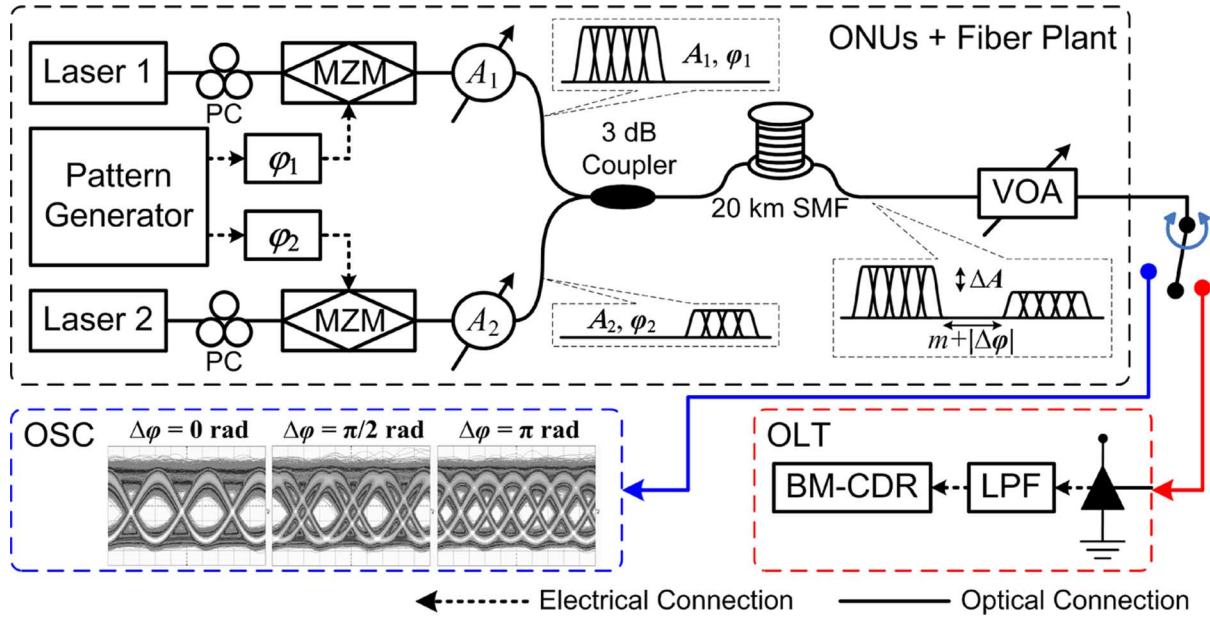 ONUs + Fiber Plant
Laser 1
PC
MZM
A1
A1, φ1
Pattern
Generator
φ1
φ2
3 dB
Coupler
20 km SMF
VOA
Laser 2
PC
MZM
A2
A2, φ2
ΔA
m+|Δφ|
OSC
Δφ = 0 rad
Δφ = π/2 rad
Δφ = π rad
OLT
BM-CDR
LPF
Electrical Connection
Optical Connection